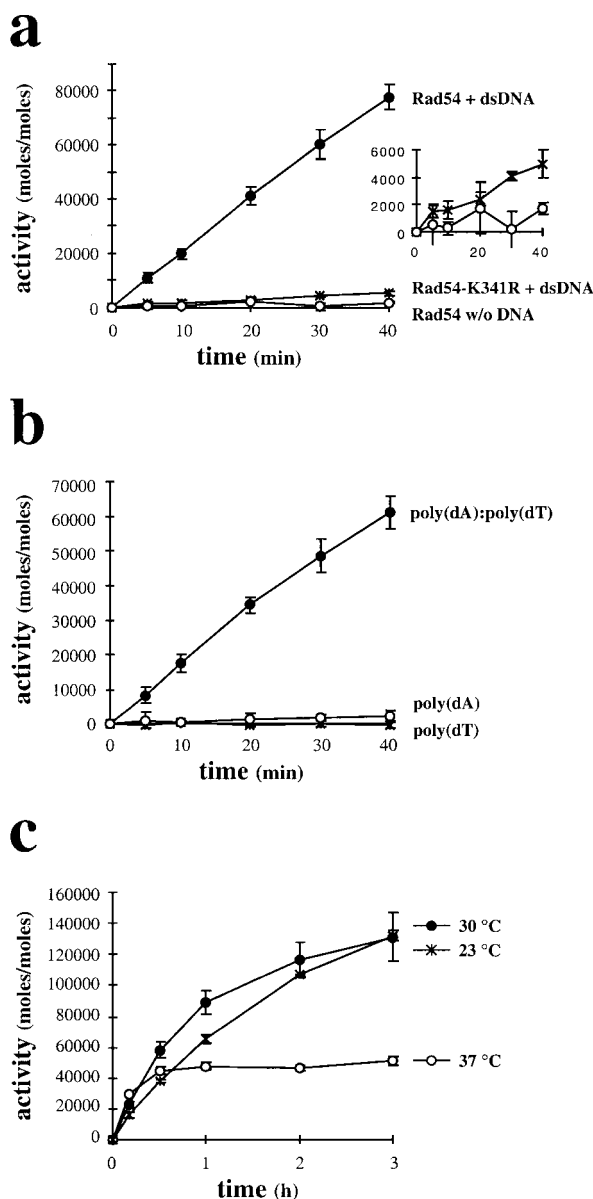 a
80000
60000
40000
20000
0
activity (moles/moles)
0 10 20 30 40
time (min)
Rad54 + dsDNA
6000
4000
2000
0
0 20 40
Rad54-K341R + dsDNA
Rad54 w/o DNA
b
70000
60000
50000
40000
30000
20000
10000
0
activity (moles/moles)
0 10 20 30 40
time (min)
poly(dA):poly(dT)
poly(dA)
poly(dT)
c
160000
140000
120000
100000
80000
60000
40000
20000
0
activity (moles/moles)
0 1 2 3
time (h)
30 °C
23 °C
37 °C